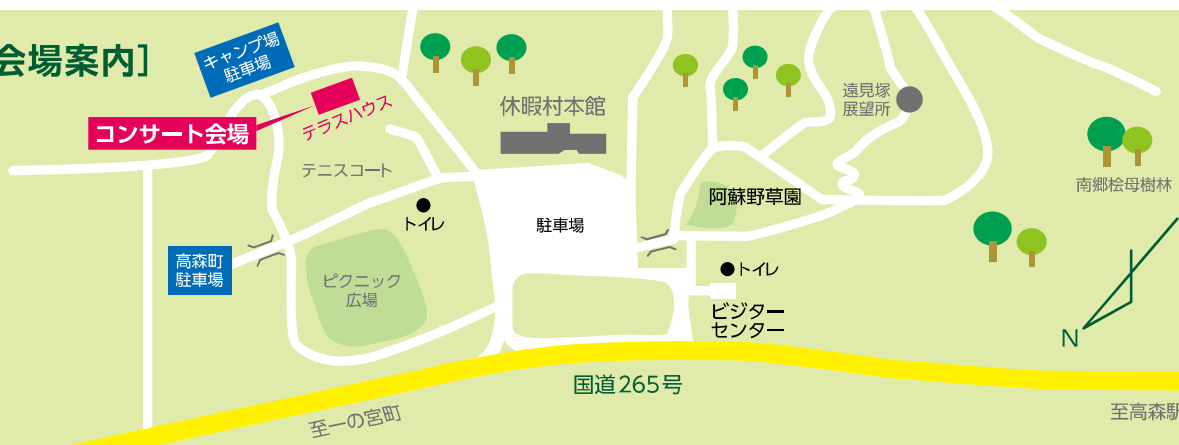 会場案内]
キャンプ場
駐車場
コンサート会場
テラスハウス
休暇村本館
遠見塚
展望所
テニスコート
南郷桧母樹林
阿蘇野草園
トイレ
駐車場
高森町
駐車場
ピクニック
広場
トイレ
ビジター
センター
N
国道265号
至一の宮町
至高森駅